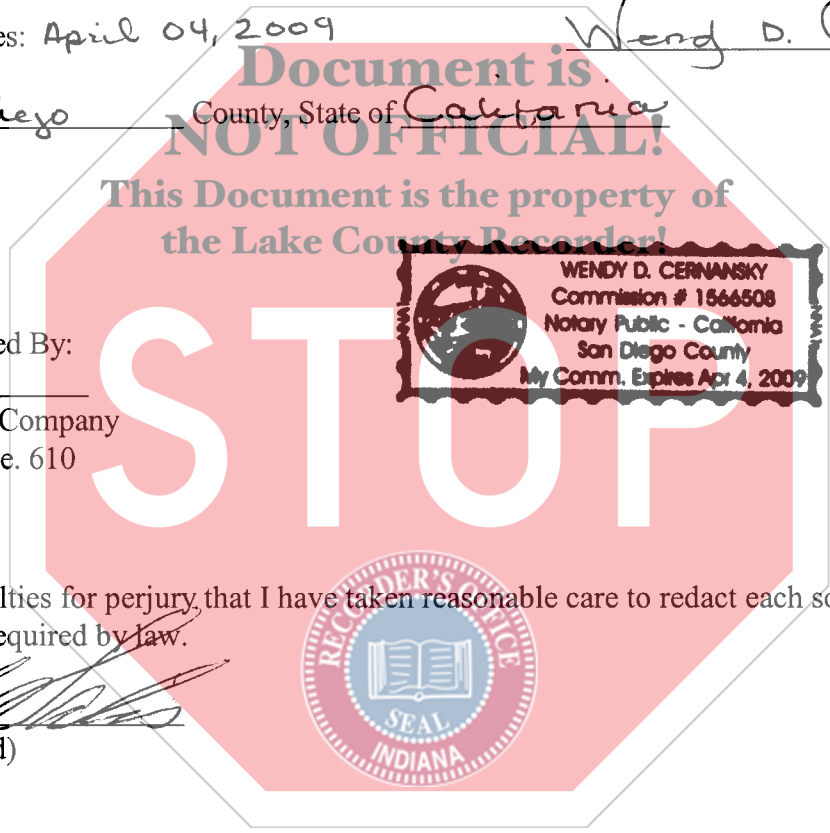 es: April 04, 2009 Wend D.
Document is
iego County, State of California
NOT OFFICIAL!
This Document is the property of
the Lake County Recorder!
WENDY D. CERNANSKY
Commission # 1566508
Notary Public - California
San Diego County
My Comm. Expires Apr 4, 2009
NNA NNA
ed By:
STOP
Company
e. 610
lties for perjury, that I have taken reasonable care to redact each so
equired by law.
RECORDER'S OFFICE
SEAL
INDIANA
d)